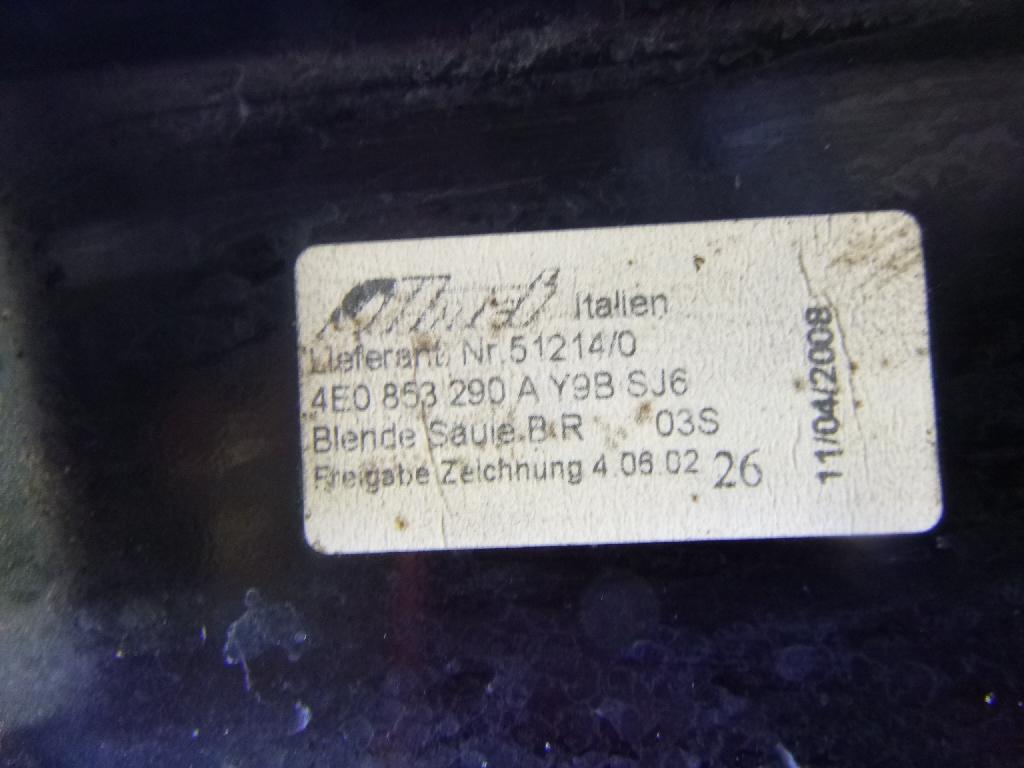 Italien
Lieferant. Nr.51214/0
4E0 853 290 A Y9B SJ6
Blende Säule.B.R 03S
Freigabe Zeichnung 4.06.02 26
11/04/2008